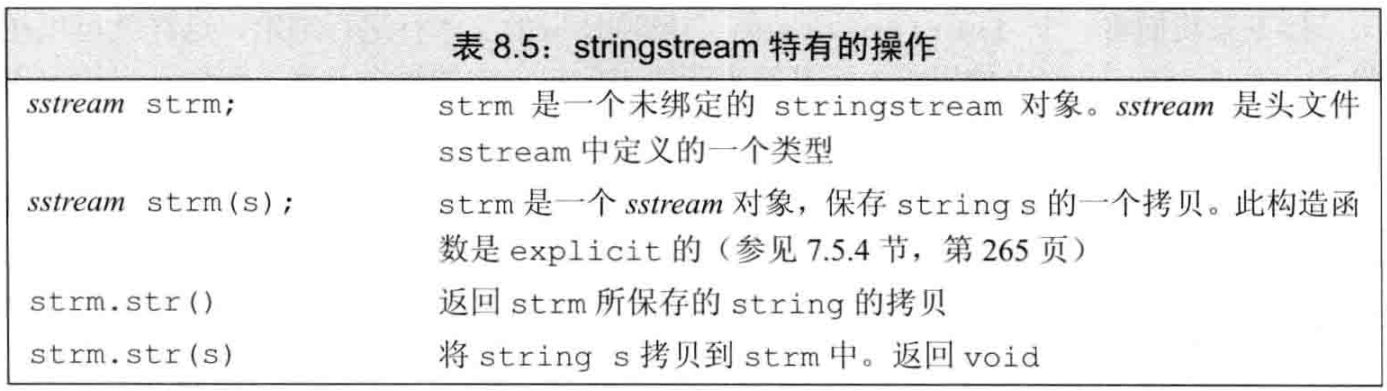 表 8.5：stringstream 特有的操作
sstream strm; strm 是一个未绑定的 stringstream 对象。sstream 是头文件
sstream 中定义的一个类型
sstream strm(s); strm 是一个 sstream 对象，保存 string s 的一个拷贝。此构造函
数是 explicit 的（参见 7.5.4 节，第 265 页）
strm.str() 返回 strm 所保存的 string 的拷贝
strm.str(s) 将 string s 拷贝到 strm 中。返回 void